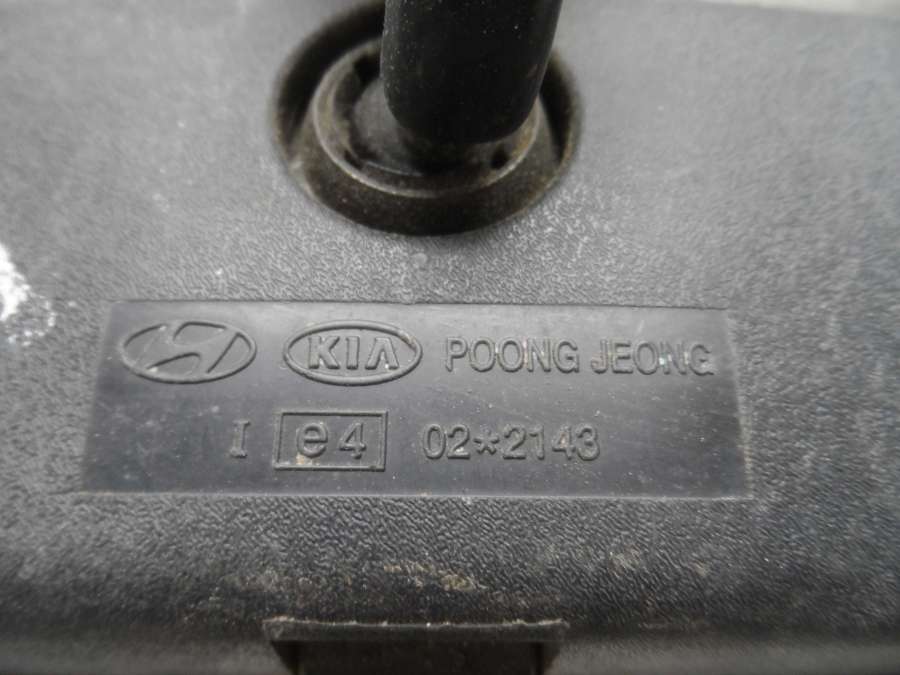 KIA POONG JEONG
I e4 02*2143